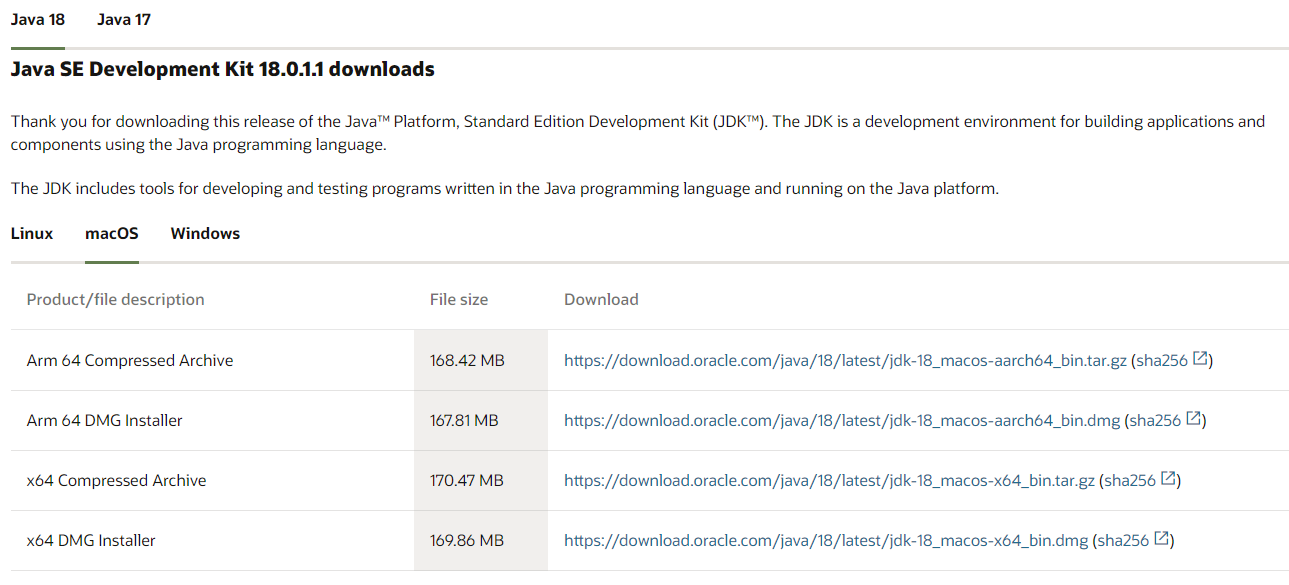 Java 18 Java 17
Java SE Development Kit 18.0.1.1 downloads
Thank you for downloading this release of the Java™ Platform, Standard Edition Development Kit (JDK™). The JDK is a development environment for building applications and
components using the Java programming language.
The JDK includes tools for developing and testing programs written in the Java programming language and running on the Java platform.
Linux macOS Windows
Product/file description File size Download
Arm 64 Compressed Archive 168.42 MB https://download.oracle.com/java/18/latest/jdk-18_macos-aarch64_bin.tar.gz (sha256)
Arm 64 DMG Installer 167.81 MB https://download.oracle.com/java/18/latest/jdk-18_macos-aarch64_bin.dmg (sha256)
x64 Compressed Archive 170.47 MB https://download.oracle.com/java/18/latest/jdk-18_macos-x64_bin.tar.gz (sha256)
x64 DMG Installer 169.86 MB https://download.oracle.com/java/18/latest/jdk-18_macos-x64_bin.dmg (sha256)